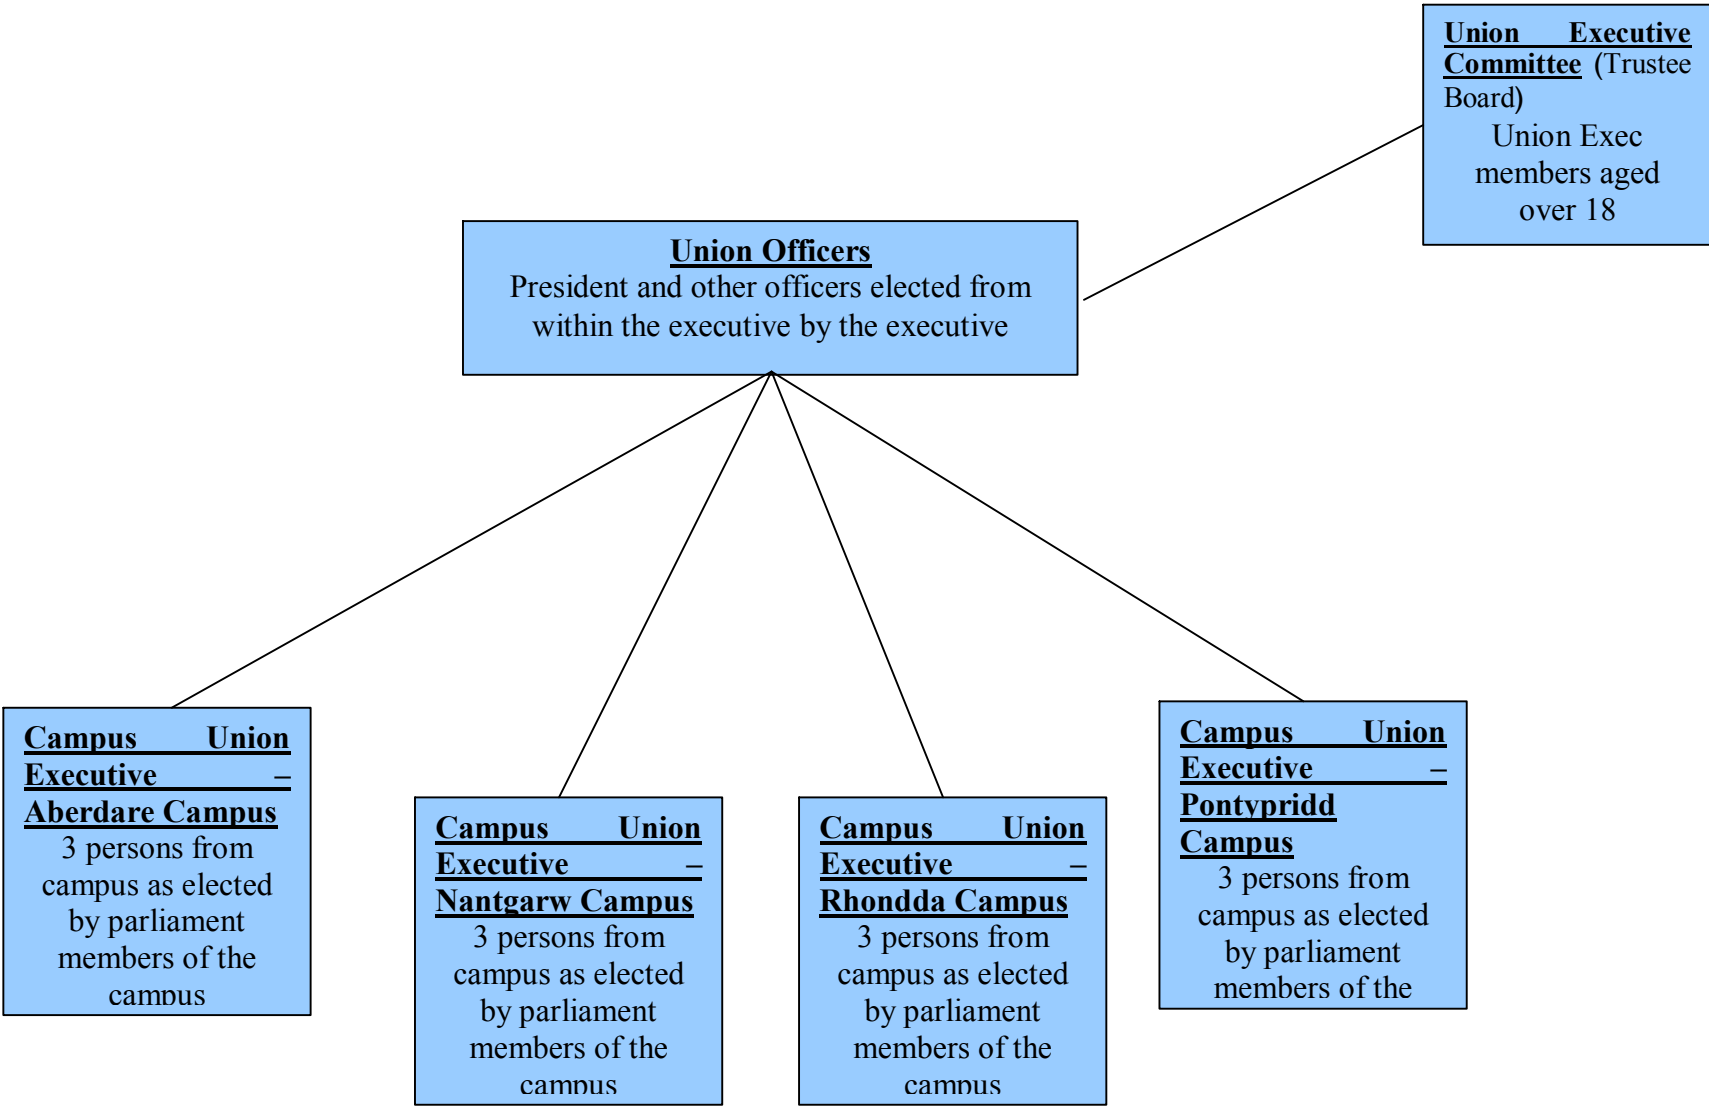 Union Executive
Committee (Trustee
Board)
Union Exec
members aged
over 18
Union Officers
President and other officers elected from
within the executive by the executive
Campus Union
Executive –
Aberdare Campus
3 persons from
campus as elected
by parliament
members of the
campus
Campus Union
Executive –
Nantgarw Campus
3 persons from
campus as elected
by parliament
members of the
campus
Campus Union
Executive –
Rhondda Campus
3 persons from
campus as elected
by parliament
members of the
campus
Campus Union
Executive –
Pontypridd
Campus
3 persons from
campus as elected
by parliament
members of the